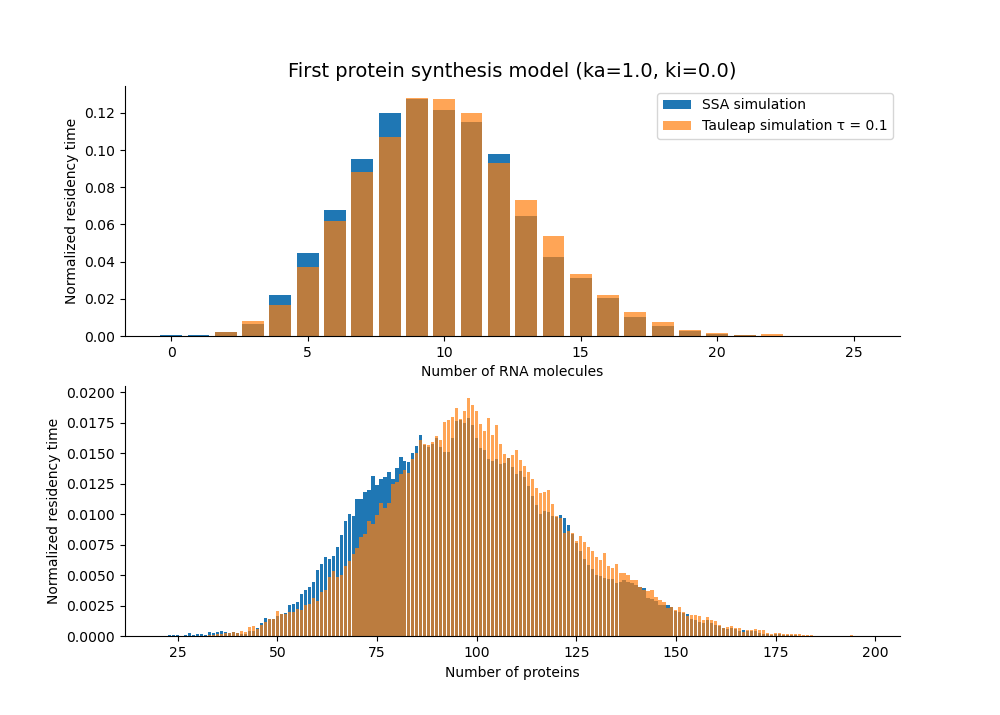 First protein synthesis model (ka=1.0, ki=0.0)
SSA simulation
Tauleap simulation τ = 0.1
Normalized residency time
0.12
0.10
0.08
0.06
0.04
0.02
0.00
0 5 10 15 20 25
Number of RNA molecules
Normalized residency time
0.0200
0.0175
0.0150
0.0125
0.0100
0.0075
0.0050
0.0025
0.0000
25 50 75 100 125 150 175 200
Number of proteins